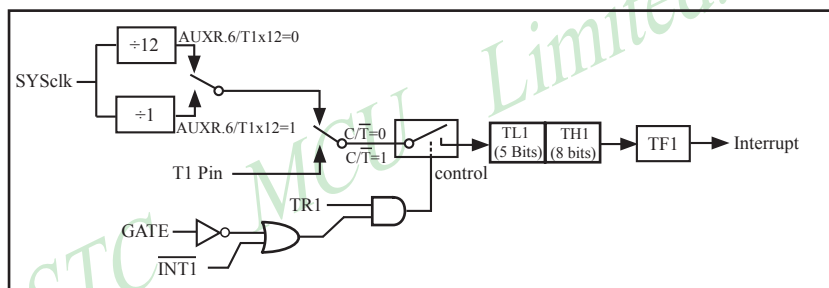 ÷12
AUXR.6/T1x12=0
SYSclk
÷1
AUXR.6/T1x12=1
C/T̅=0
C/T̅=1
T1 Pin
control
TL1
(5 Bits)
TH1
(8 bits)
TF1
Interrupt
TR1
GATE
I̅N̅T̅1̅
STC MCU Limited.